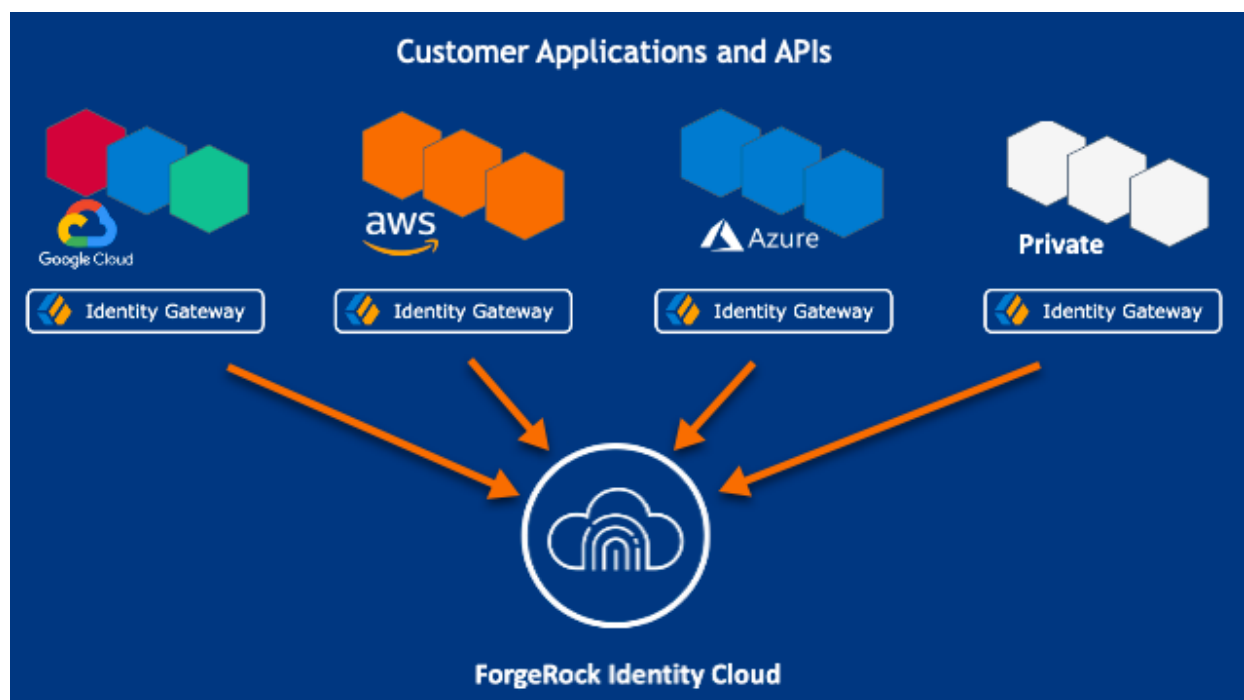 Customer Applications and APIs
Google Cloud
aws
Azure
Private
Identity Gateway
Identity Gateway
Identity Gateway
Identity Gateway
ForgeRock Identity Cloud